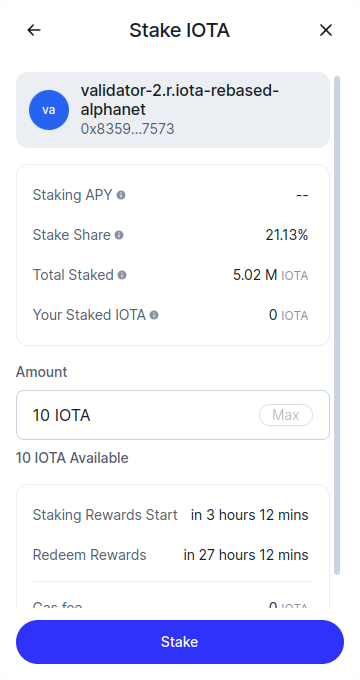 Stake IOTA
va
validator-2.r.iota-rebased-
alphanet
0x8359...7573
Staking APY --
Stake Share 21.13%
Total Staked 5.02 M IOTA
Your Staked IOTA 0 IOTA
Amount
10 IOTA Max
10 IOTA Available
Staking Rewards Start in 3 hours 12 mins
Redeem Rewards in 27 hours 12 mins
Gas fee 0 IOTA
Stake